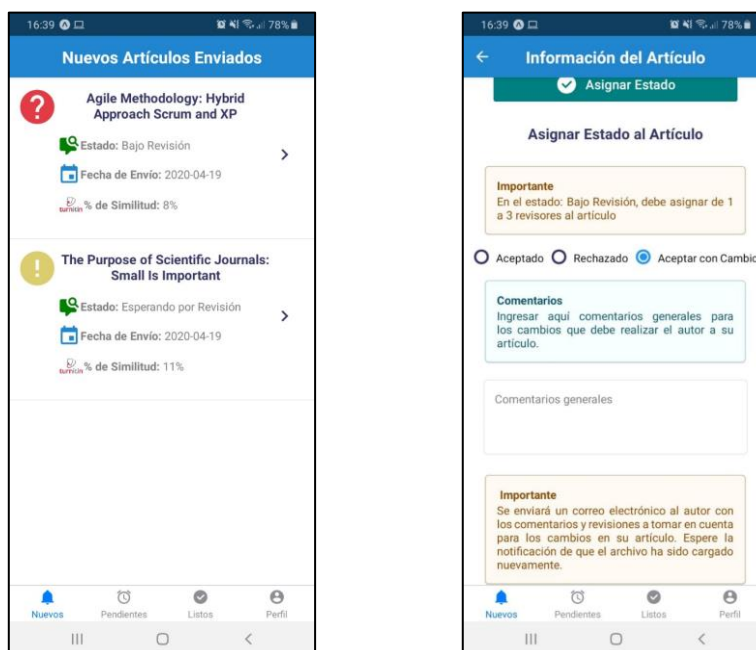 16:39
78%
Nuevos Artículos Enviados
Agile Methodology: Hybrid
Approach Scrum and XP
Estado: Bajo Revisión
Fecha de Envío: 2020-04-19
turnitin % de Similitud: 8%
The Purpose of Scientific Journals:
Small Is Important
Estado: Esperando por Revisión
Fecha de Envío: 2020-04-19
turnitin % de Similitud: 11%
Nuevos Pendientes Listos Perfil
16:39
78%
Información del Artículo
Asignar Estado
Asignar Estado al Artículo
Importante
En el estado: Bajo Revisión, debe asignar de 1
a 3 revisores al artículo
Aceptado Rechazado Aceptar con Cambio
Comentarios
Ingresar aquí comentarios generales para
los cambios que debe realizar el autor a su
artículo.
Comentarios generales
Importante
Se enviará un correo electrónico al autor con
los comentarios y revisiones a tomar en cuenta
para los cambios en su artículo. Espere la
notificación de que el archivo ha sido cargado
nuevamente.
Nuevos Pendientes Listos Perfil